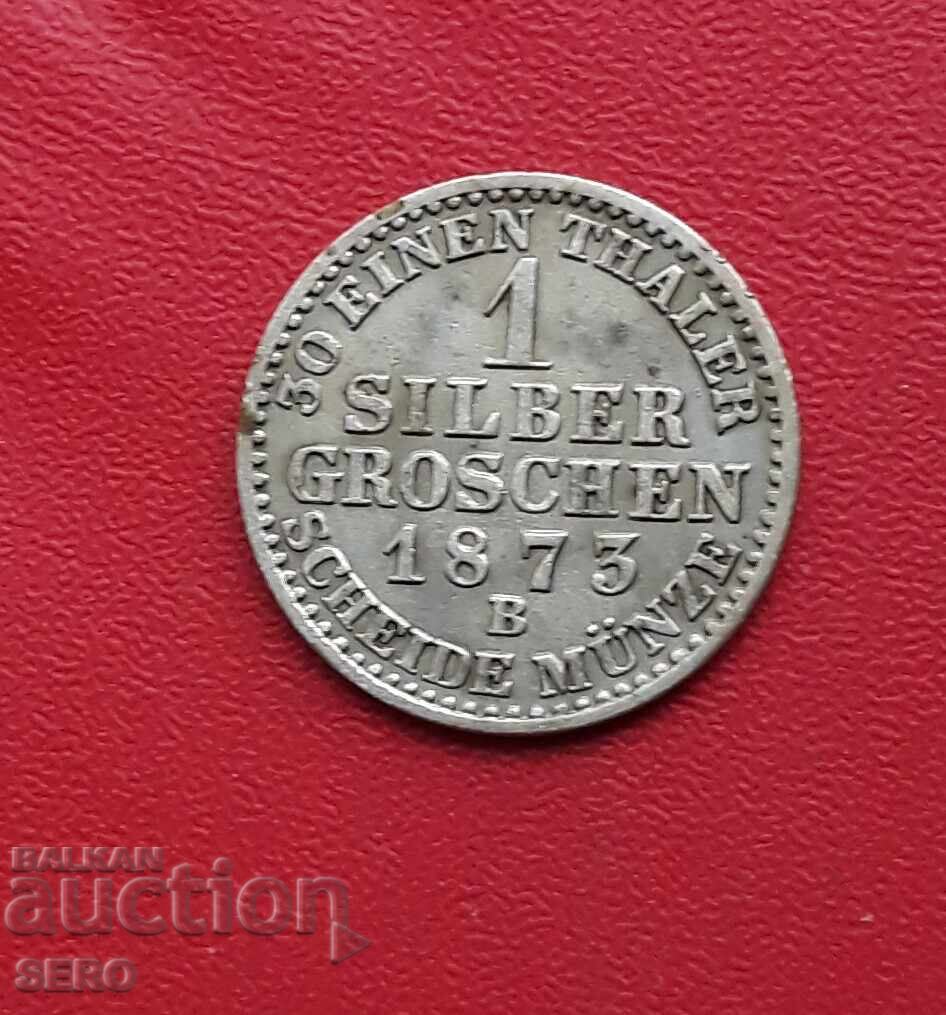 30 EINEN THALER
1
SILBER
GROSCHEN
1873
B
SCHEIDE MÜNZE
BALKAN
auction
SERO